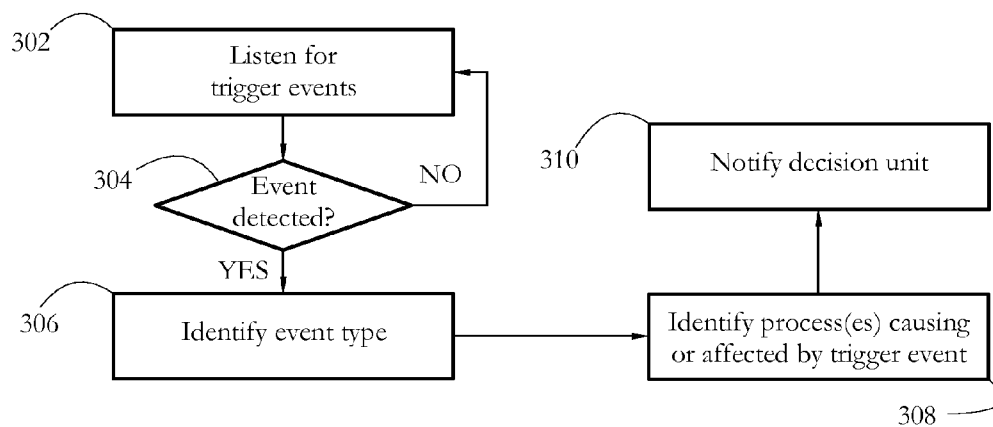 302
Listen for
trigger events
304
Event
detected?
NO
YES
306
Identify event type
310
Notify decision unit
Identify process(es) causing
or affected by trigger event
308